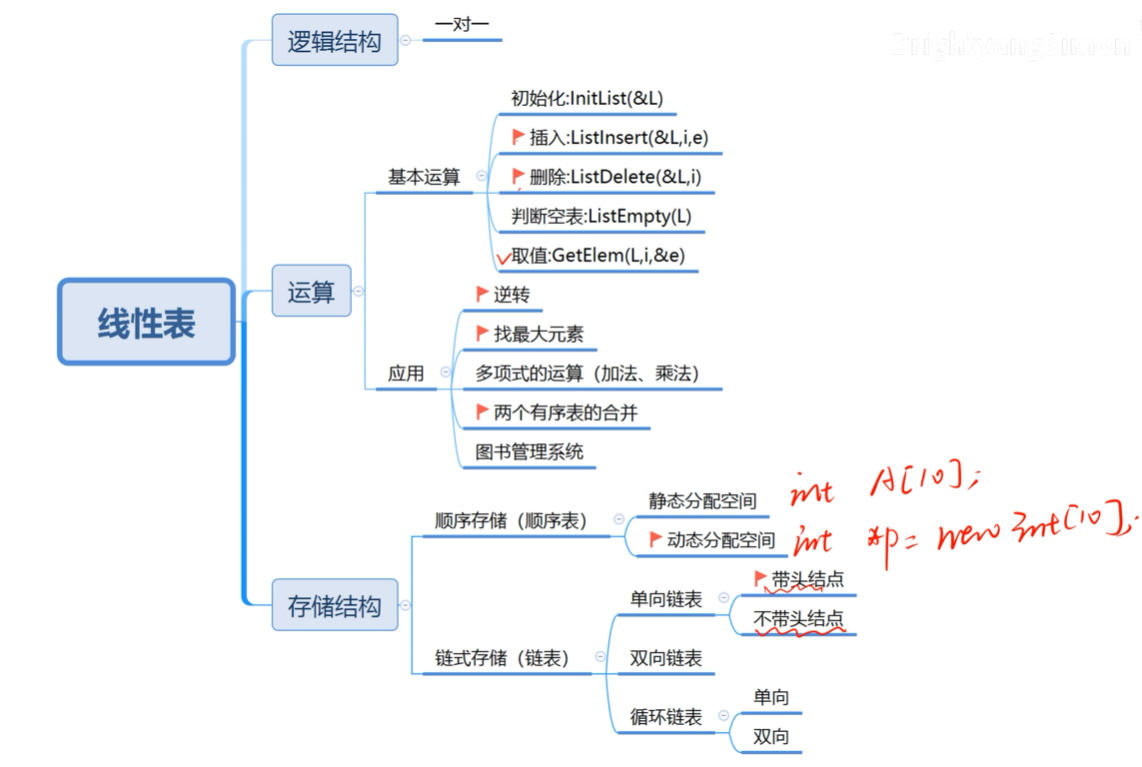 一对一
逻辑结构
初始化:InitList(&L)
插入:ListInsert(&L,i,e)
基本运算
删除:ListDelete(&L,i)
判断空表:ListEmpty(L)
取值:GetElem(L,i,&e)
运算
逆转
线性表
找最大元素
应用
多项式的运算（加法、乘法）
两个有序表的合并
图书管理系统
静态分配空间 int A[10];
顺序存储（顺序表）
动态分配空间 int *p = new int[10];
带头结点
单向链表
存储结构
不带头结点
链式存储（链表）
双向链表
单向
循环链表
双向